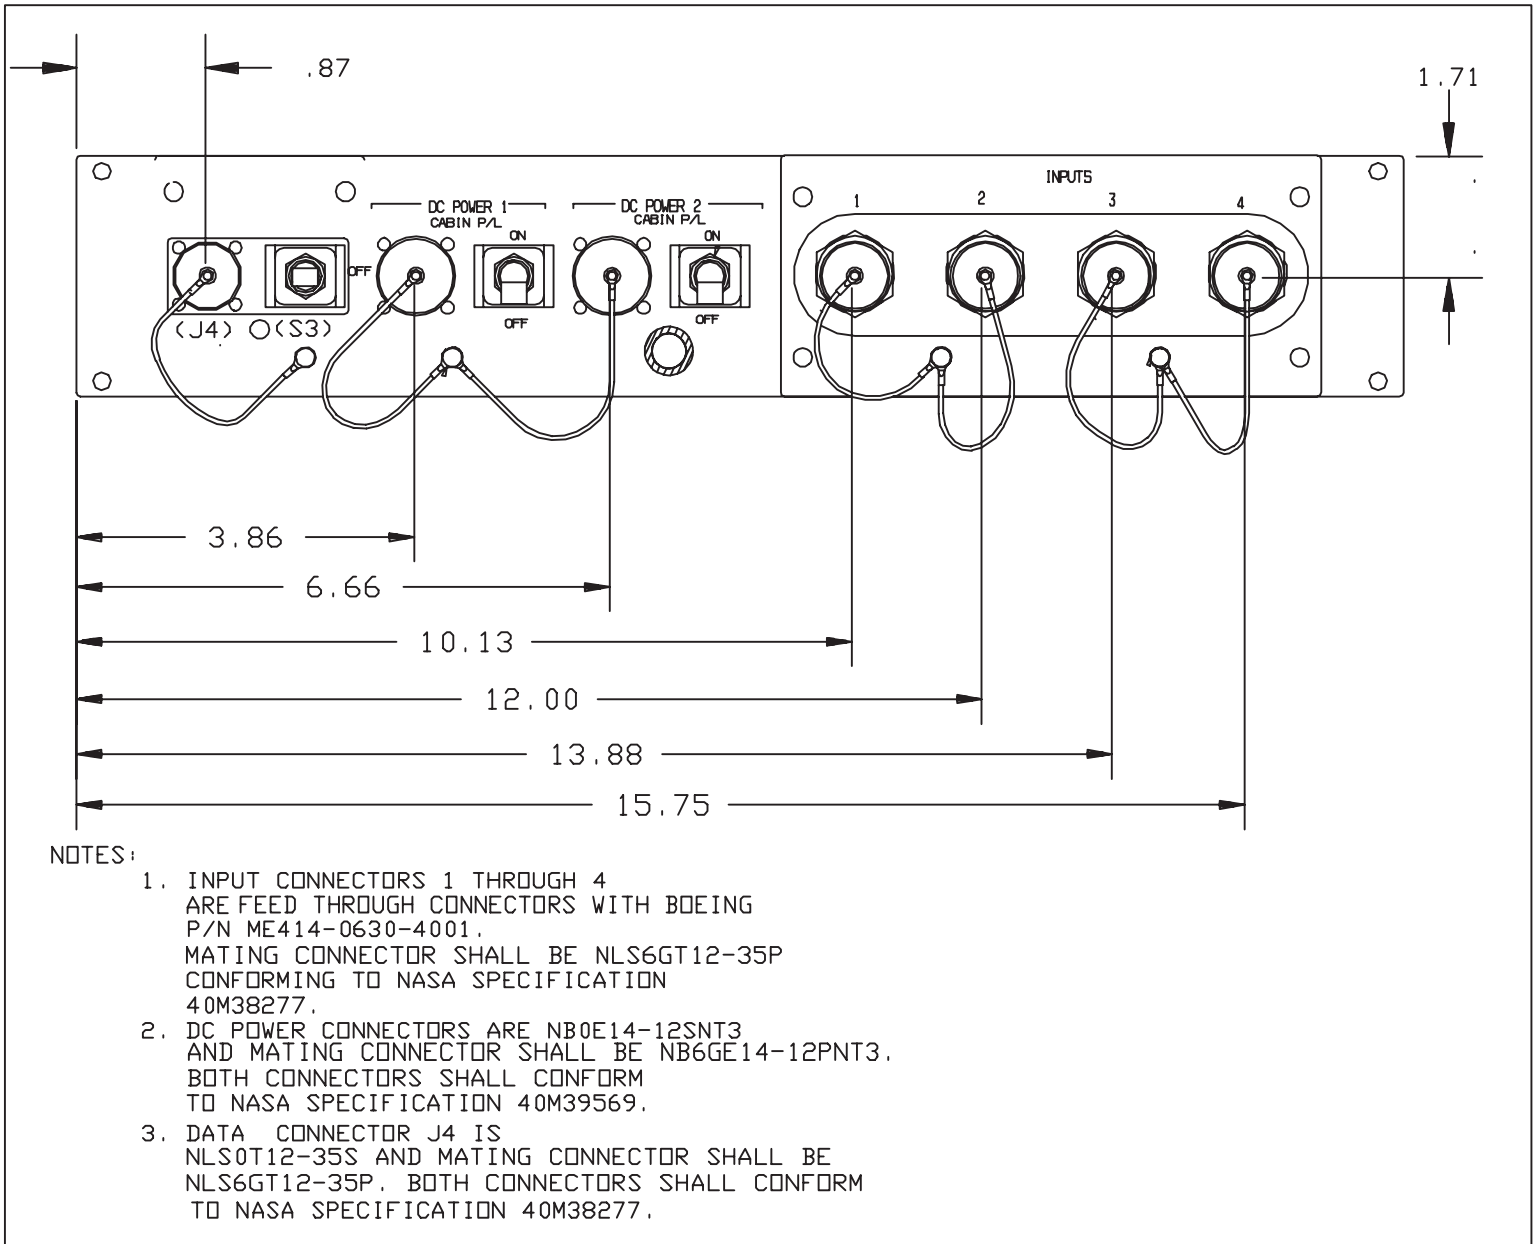 .87
1.71
INPUTS
1 2 3 4
DC POWER 1
CABIN P/L
DC POWER 2
CABIN P/L
ON
ON
OFF
(J4) (S3)
OFF
OFF
3.86
6.66
10.13
12.00
13.88
15.75
NOTES:
1. INPUT CONNECTORS 1 THROUGH 4
ARE FEED THROUGH CONNECTORS WITH BOEING
P/N ME414-0630-4001.
MATING CONNECTOR SHALL BE NLS6GT12-35P
CONFORMING TO NASA SPECIFICATION
40M38277.
2. DC POWER CONNECTORS ARE NB0E14-12SNT3
AND MATING CONNECTOR SHALL BE NB6GE14-12PNT3.
BOTH CONNECTORS SHALL CONFORM
TO NASA SPECIFICATION 40M39569.
3. DATA CONNECTOR J4 IS
NLS0T12-35S AND MATING CONNECTOR SHALL BE
NLS6GT12-35P. BOTH CONNECTORS SHALL CONFORM
TO NASA SPECIFICATION 40M38277.